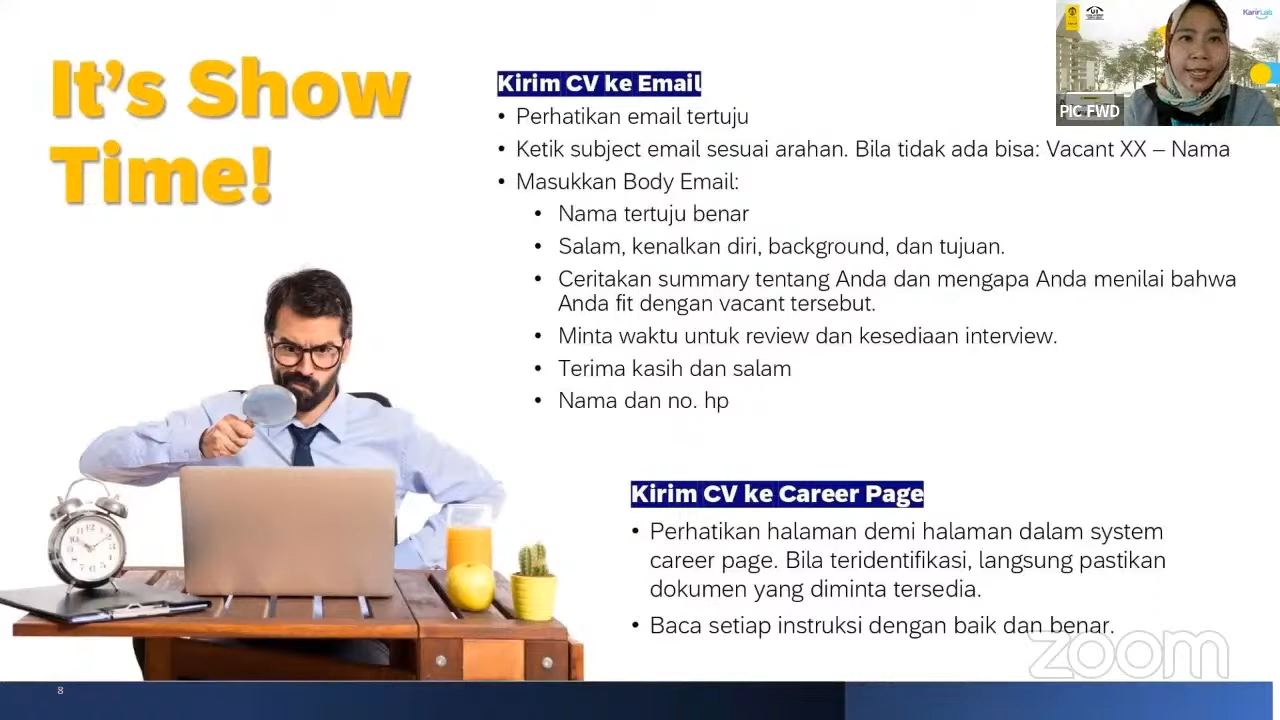 It's Show
Time!
Kirim CV ke Email
• Perhatikan email tertuju
• Ketik subject email sesuai arahan. Bila tidak ada bisa: Vacant XX – Nama
• Masukkan Body Email:
• Nama tertuju benar
• Salam, kenalkan diri, background, dan tujuan.
• Ceritakan summary tentang Anda dan mengapa Anda menilai bahwa
Anda fit dengan vacant tersebut.
• Minta waktu untuk review dan kesediaan interview.
• Terima kasih dan salam
• Nama dan no. hp
Kirim CV ke Career Page
• Perhatikan halaman demi halaman dalam system
career page. Bila teridentifikasi, langsung pastikan
dokumen yang diminta tersedia.
• Baca setiap instruksi dengan baik dan benar.
KarirLab
PIC FWD
zoom
8